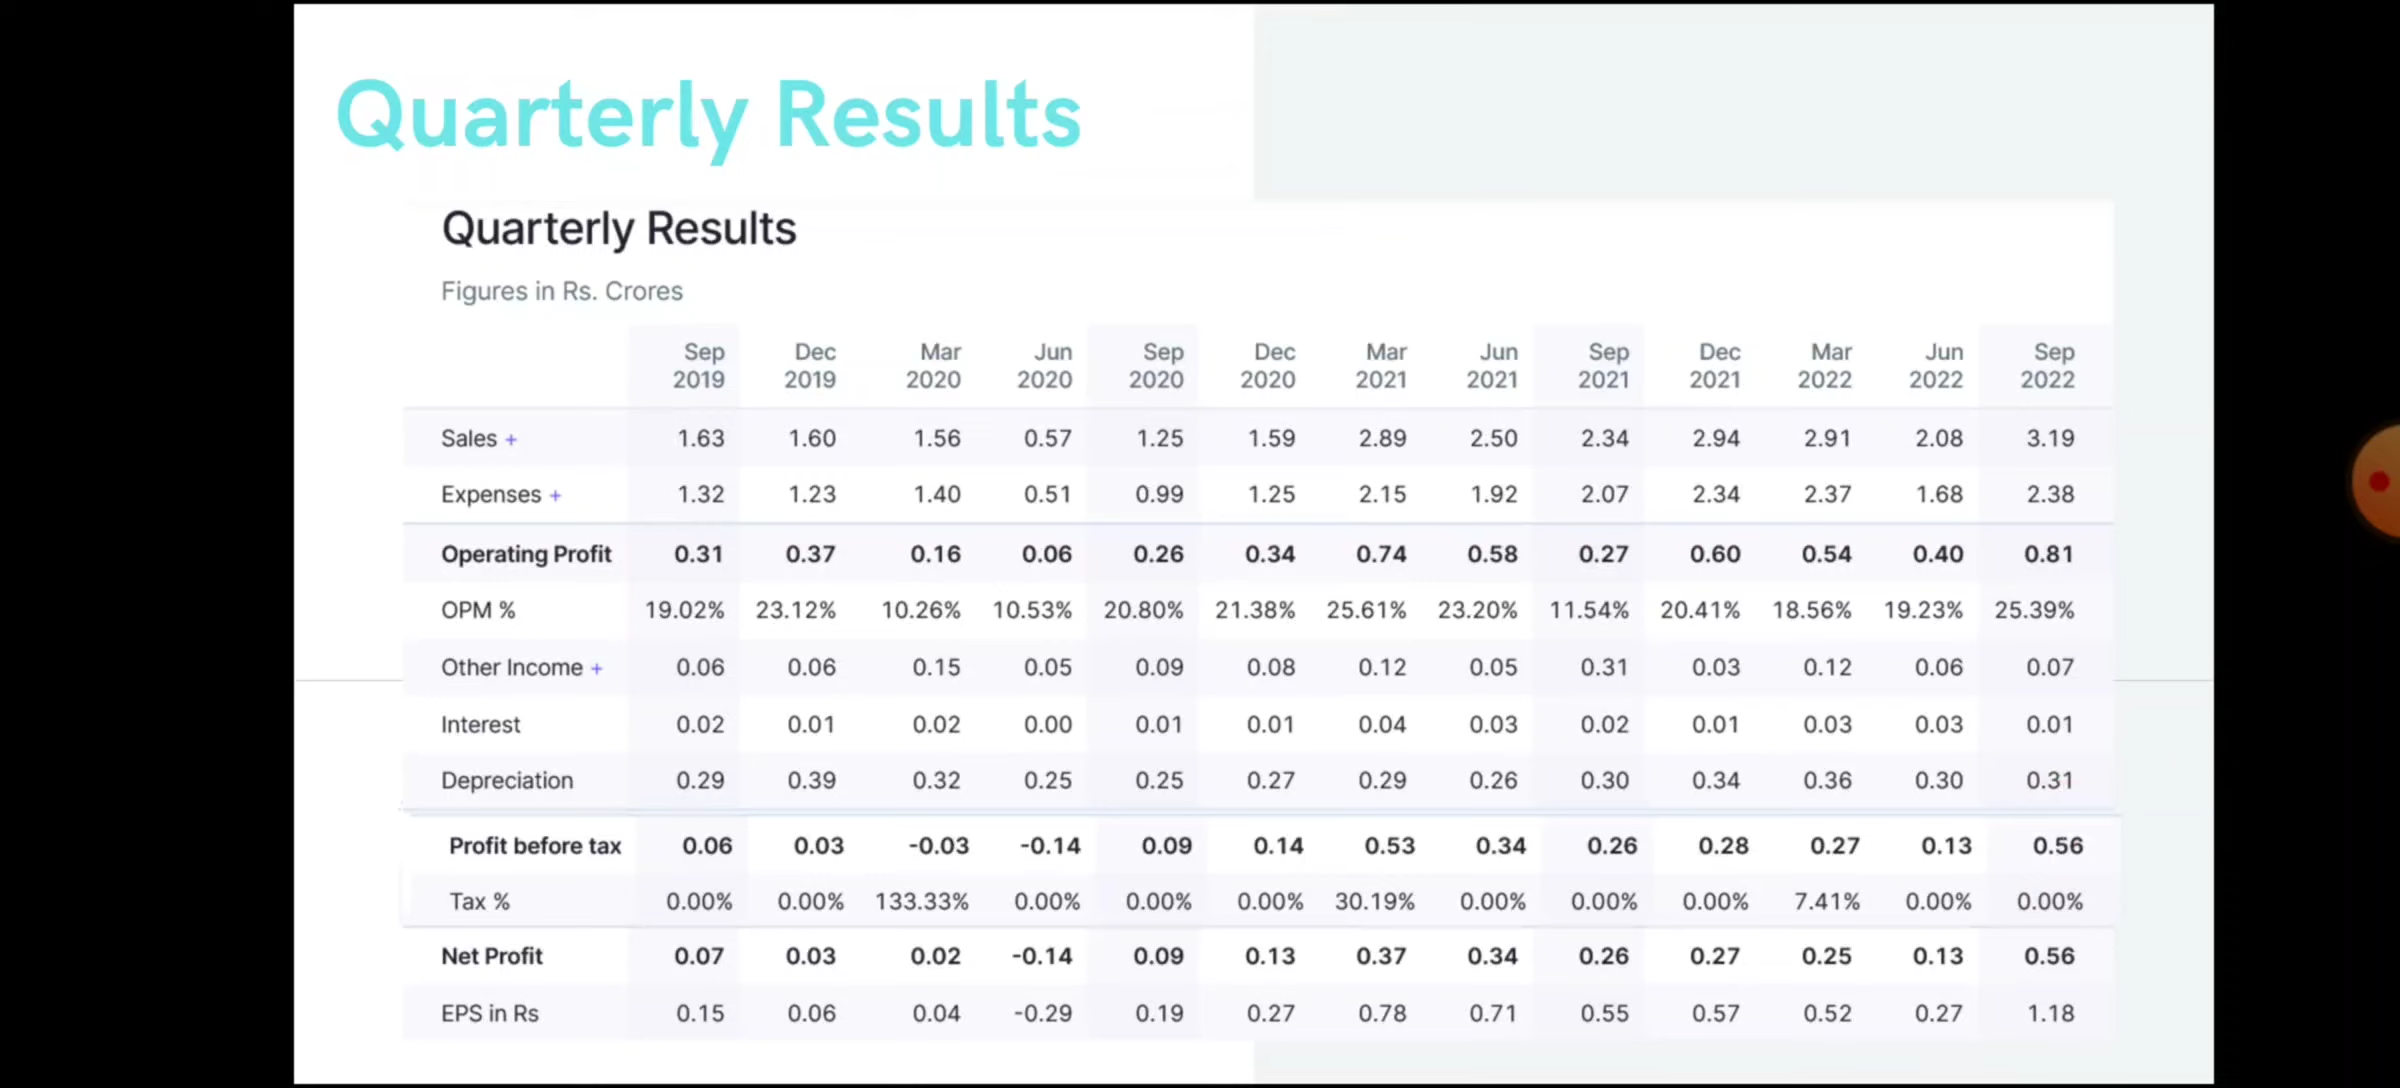 Quarterly Results
Quarterly Results
Figures in Rs. Crores
Sep 2019 Dec 2019 Mar 2020 Jun 2020 Sep 2020 Dec 2020 Mar 2021 Jun 2021 Sep 2021 Dec 2021 Mar 2022 Jun 2022 Sep 2022
Sales + 1.63 1.60 1.56 0.57 1.25 1.59 2.89 2.50 2.34 2.94 2.91 2.08 3.19
Expenses + 1.32 1.23 1.40 0.51 0.99 1.25 2.15 1.92 2.07 2.34 2.37 1.68 2.38
Operating Profit 0.31 0.37 0.16 0.06 0.26 0.34 0.74 0.58 0.27 0.60 0.54 0.40 0.81
OPM % 19.02% 23.12% 10.26% 10.53% 20.80% 21.38% 25.61% 23.20% 11.54% 20.41% 18.56% 19.23% 25.39%
Other Income + 0.06 0.06 0.15 0.05 0.09 0.08 0.12 0.05 0.31 0.03 0.12 0.06 0.07
Interest 0.02 0.01 0.02 0.00 0.01 0.01 0.04 0.03 0.02 0.01 0.03 0.03 0.01
Depreciation 0.29 0.39 0.32 0.25 0.25 0.27 0.29 0.26 0.30 0.34 0.36 0.30 0.31
Profit before tax 0.06 0.03 -0.03 -0.14 0.09 0.14 0.53 0.34 0.26 0.28 0.27 0.13 0.56
Tax % 0.00% 0.00% 133.33% 0.00% 0.00% 0.00% 30.19% 0.00% 0.00% 0.00% 7.41% 0.00% 0.00%
Net Profit 0.07 0.03 0.02 -0.14 0.09 0.13 0.37 0.34 0.26 0.27 0.25 0.13 0.56
EPS in Rs 0.15 0.06 0.04 -0.29 0.19 0.27 0.78 0.71 0.55 0.57 0.52 0.27 1.18